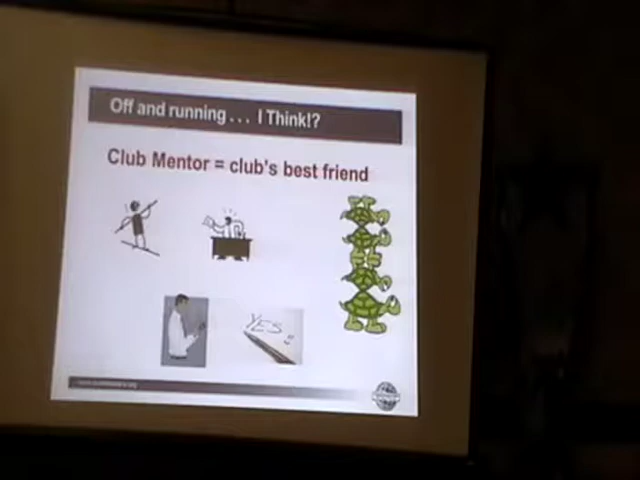 Off and running . . . I Think!?
Club Mentor = club's best friend
YES